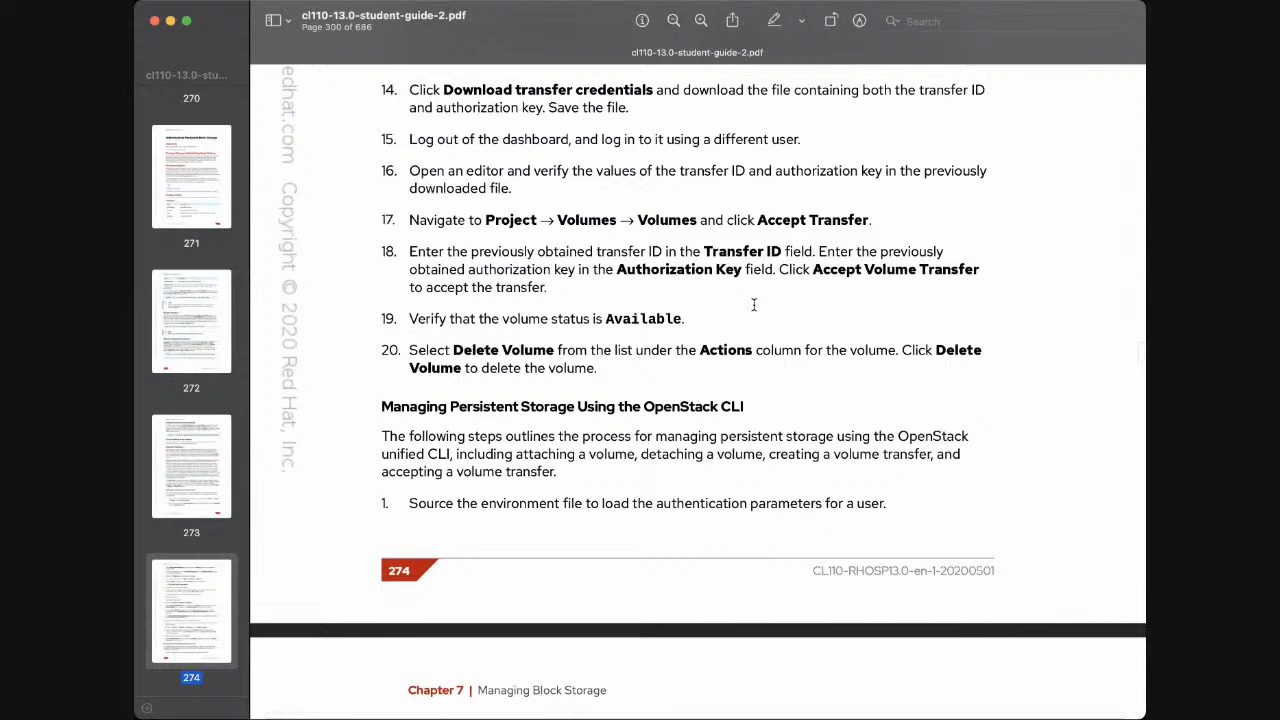 cl110-13.0-student-guide-2.pdf
Page 300 of 686
Search
cl110-13.0-student-guide-2.pdf
cl110-13.0-stu...
270
271
272
273
274
14. Click Download transfer credentials and download the file containing both the transfer ID
and authorization key. Save the file.
15. Log out of the dashboard, and log back in using a different user.
16. Open a text editor to identify the values of the transfer ID and authorization key in the previously
downloaded file.
17. Navigate to Project → Volumes → Volumes and click Accept Transfer.
18. Enter the previously obtained transfer ID in the Transfer ID field. Enter the previously
obtained authorization key in the Authorization Key field. Click Accept Volume Transfer
to accept the transfer.
19. Verify that the volume status is Available.
20. Select Delete Volume from the list under the Actions column for the volume. Click Delete
Volume to delete the volume.
Managing Persistent Storage Using the OpenStack CLI
The following steps outline the process for managing persistent storage using the OpenStack
unified CLI, including attaching a volume, detaching a volume, creating a volume transfer, and
accepting a volume transfer.
1. Source the environment file to load the authentication parameters for a user.
274
CL110-RHOSP13.0-en-1-20200501
Chapter 7 | Managing Block Storage
Copyright © 2020 Red Hat, Inc.